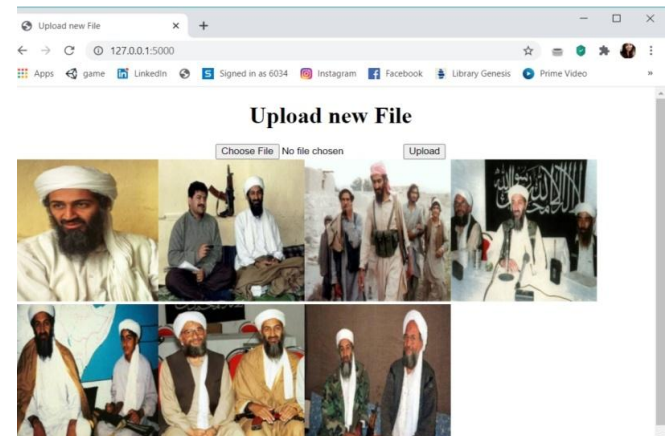 Upload new File
127.0.0.1:5000
Apps game LinkedIn Signed in as 6034 Instagram Facebook Library Genesis Prime Video
Upload new File
Choose File No file chosen Upload